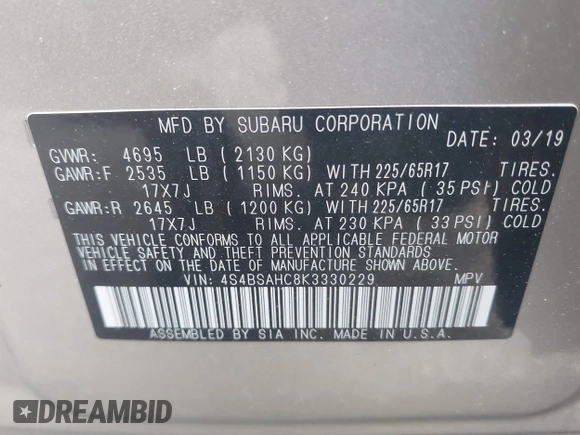 MFD BY SUBARU CORPORATION
DATE: 03/19
GVWR: 4695 LB (2130 KG)
GAWR:F 2535 LB (1150 KG) WITH 225/65R17 TIRES.
17X7J RIMS. AT 240 KPA (35 PSI) COLD
GAWR:R 2645 LB (1200 KG) WITH 225/65R17 TIRES.
17X7J RIMS. AT 230 KPA (33 PSI) COLD
THIS VEHICLE CONFORMS TO ALL APPLICABLE FEDERAL MOTOR
VEHICLE SAFETY AND THEFT PREVENTION STANDARDS
IN EFFECT ON THE DATE OF MANUFACTURE SHOWN ABOVE.
VIN: 4S4BSAHC8K3330229 MPV
ASSEMBLED BY SIA INC. MADE IN U.S.A.
DREAMBID